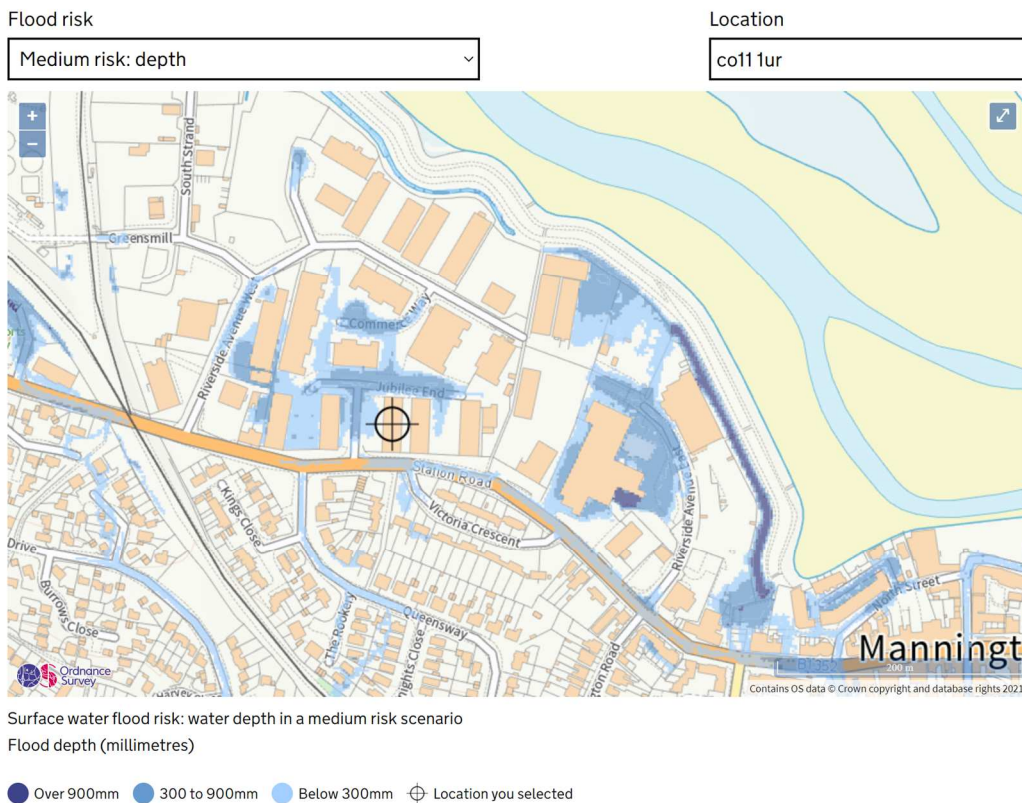 Flood risk
Location
Medium risk: depth
co11 1ur
+
−
South Strand
Greensmill
Riverside Avenue West
Commerce Way
Jubilee End
Station Road
Kings Close
Victoria Crescent
Riverside Avenue
Drive
Burrows Close
The Rookery
Queensway
North Street
Manningt
200 m
Ordnance
Survey
Contains OS data © Crown copyright and database rights 2021
Surface water flood risk: water depth in a medium risk scenario
Flood depth (millimetres)
Over 900mm 300 to 900mm Below 300mm Location you selected